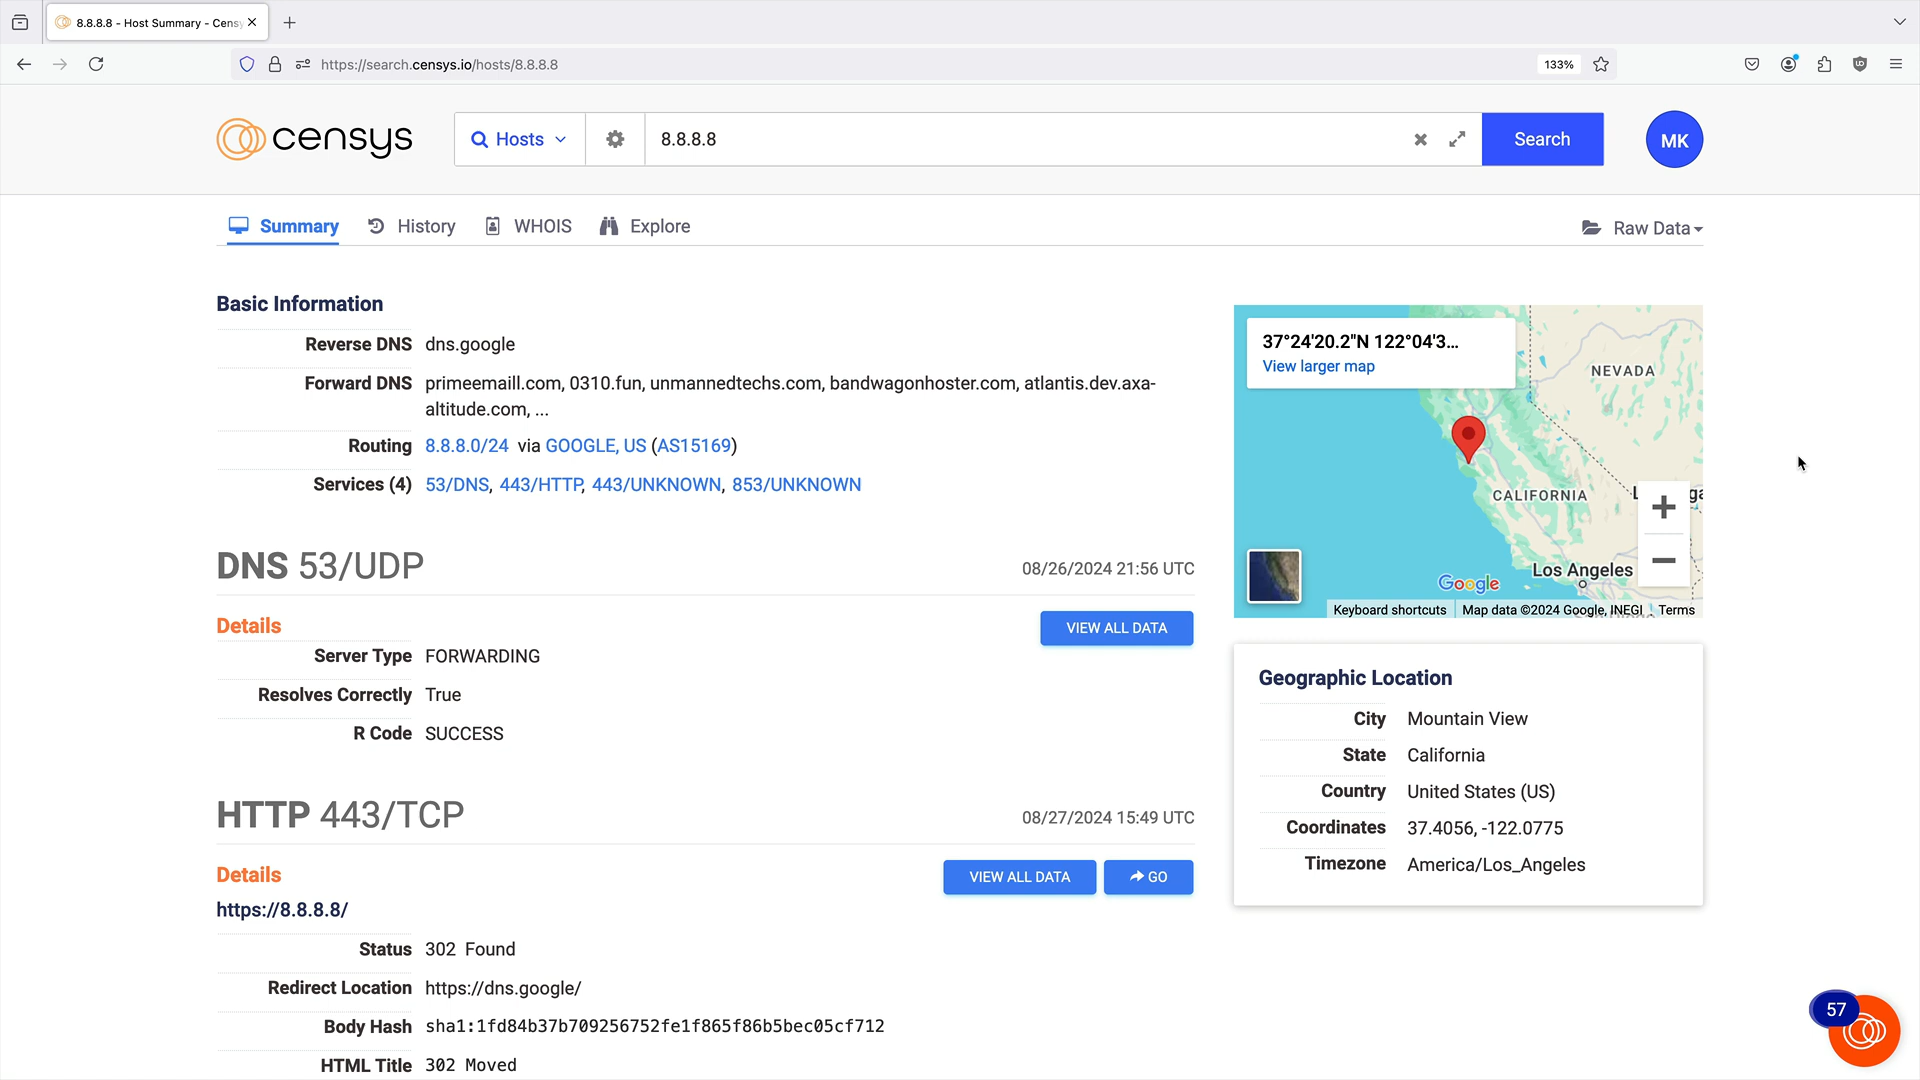 8.8.8.8 - Host Summary - Censy
https://search.censys.io/hosts/8.8.8.8
133%
censys
Hosts
8.8.8.8
Search
MK
Summary
History
WHOIS
Explore
Raw Data
Basic Information
Reverse DNS dns.google
Forward DNS primeemaill.com, 0310.fun, unmannedtechs.com, bandwagonhoster.com, atlantis.dev.axa-
altitude.com, ...
Routing 8.8.8.0/24 via GOOGLE, US (AS15169)
Services (4) 53/DNS, 443/HTTP, 443/UNKNOWN, 853/UNKNOWN
DNS 53/UDP
08/26/2024 21:56 UTC
Details
VIEW ALL DATA
Server Type FORWARDING
Resolves Correctly True
R Code SUCCESS
HTTP 443/TCP
08/27/2024 15:49 UTC
Details
VIEW ALL DATA
GO
https://8.8.8.8/
Status 302 Found
Redirect Location https://dns.google/
Body Hash sha1:1fd84b37b709256752fe1f865f86b5bec05cf712
HTML Title 302 Moved
37°24'20.2"N 122°04'3...
View larger map
NEVADA
CALIFORNIA
Los Angeles
Google
Keyboard shortcuts
Map data ©2024 Google, INEGI
Terms
Geographic Location
City Mountain View
State California
Country United States (US)
Coordinates 37.4056, -122.0775
Timezone America/Los_Angeles
57